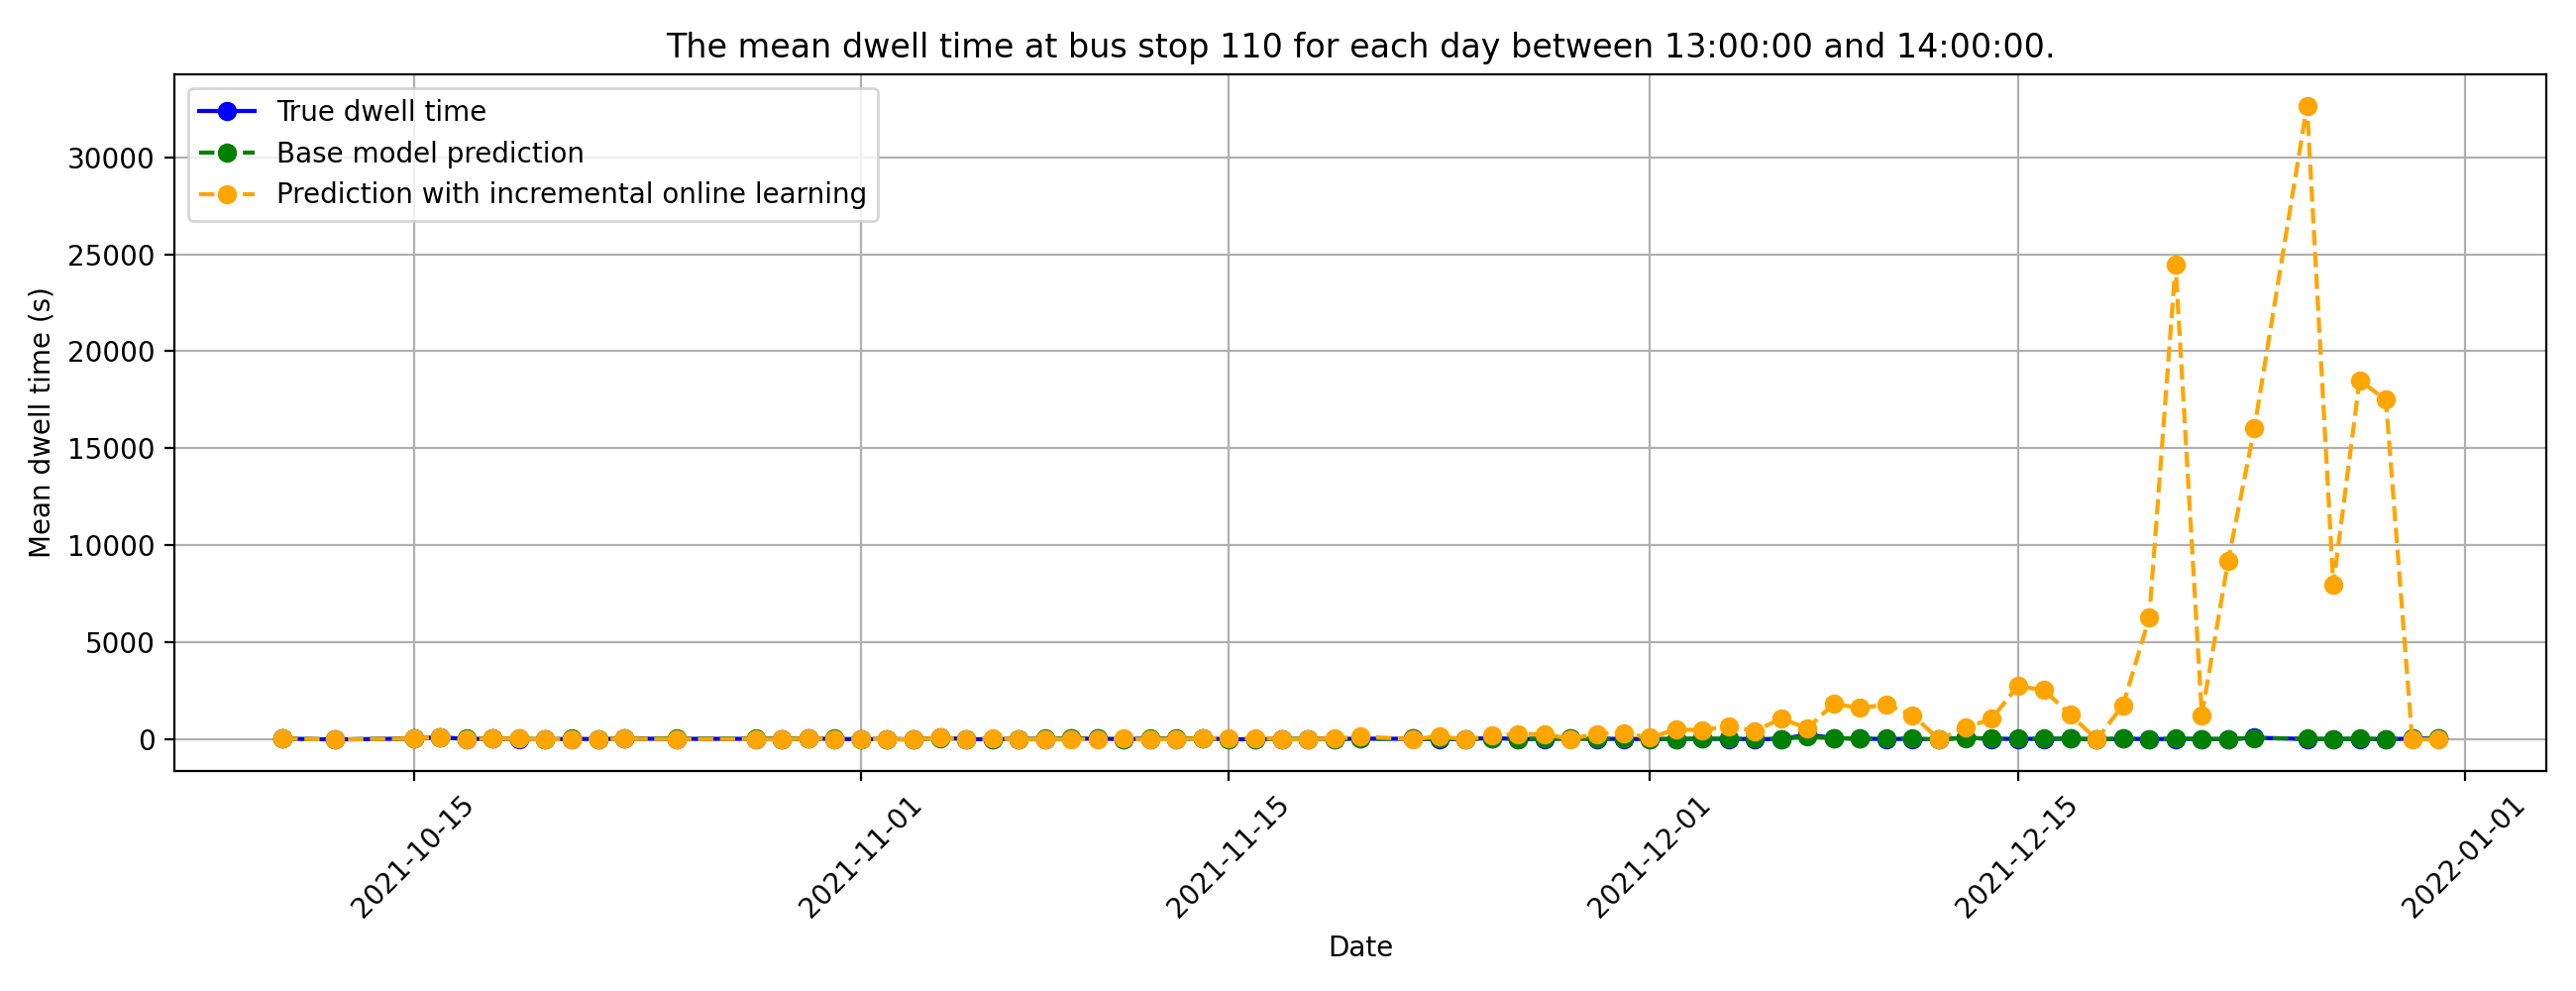 The mean dwell time at bus stop 110 for each day between 13:00:00 and 14:00:00.
True dwell time
Base model prediction
Prediction with incremental online learning
Mean dwell time (s)
30000
25000
20000
15000
10000
5000
0
2021-10-15
2021-11-01
2021-11-15
2021-12-01
2021-12-15
2022-01-01
Date